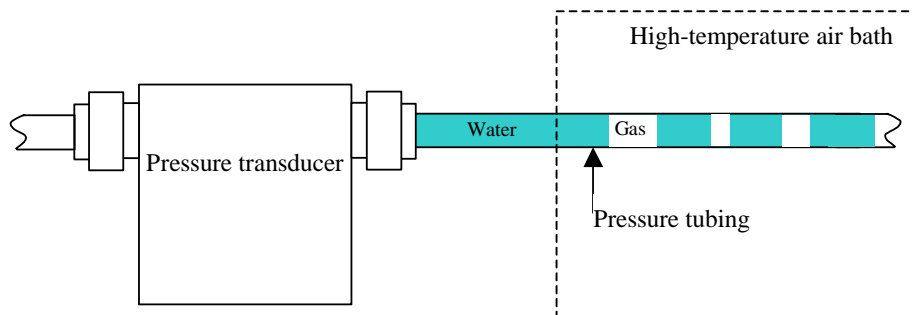 High-temperature air bath
Water
Gas
Pressure transducer
Pressure tubing